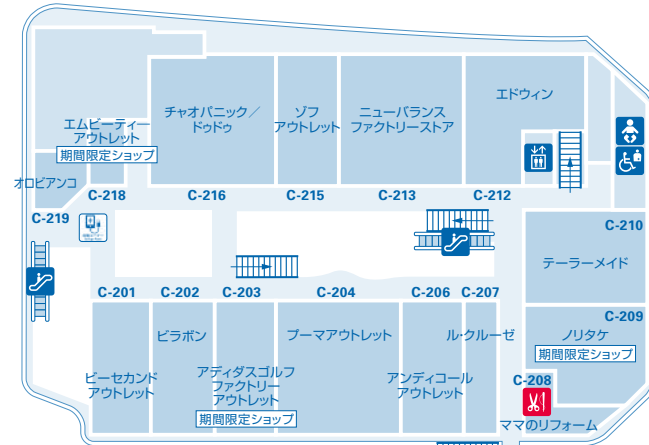 エムビーティー
アウトレット
期間限定ショップ
オロビアンコ
C-218
C-219
チャオパニック／
ドゥドゥ
C-216
ゾフ
アウトレット
C-215
ニューバランス
ファクトリーストア
C-213
エドウィン
C-212
C-210
テーラーメイド
C-209
ノリタケ
期間限定ショップ
C-208
ママのリフォーム
C-201
ビーセカンド
アウトレット
C-202
ビラボン
C-203
アディダスゴルフ
ファクトリー
アウトレット
期間限定ショップ
C-204
プーマアウトレット
C-206
アンディコール
アウトレット
C-207
ル・クルーゼ